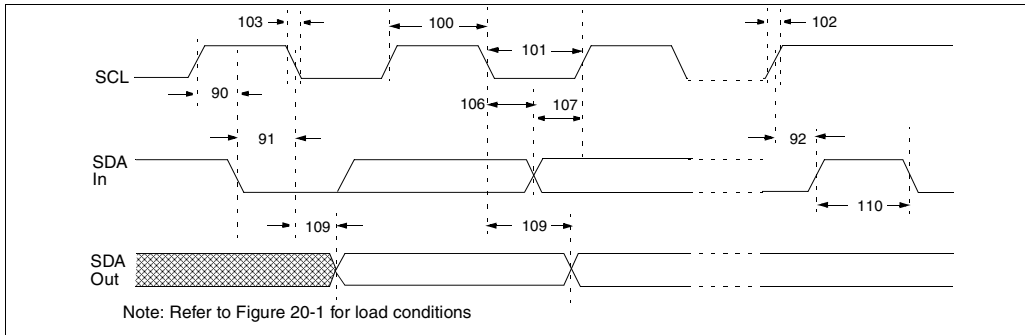 103
100
101
102
SCL
90
106
107
91
92
SDA
In
110
109
109
SDA
Out
Note: Refer to Figure 20-1 for load conditions